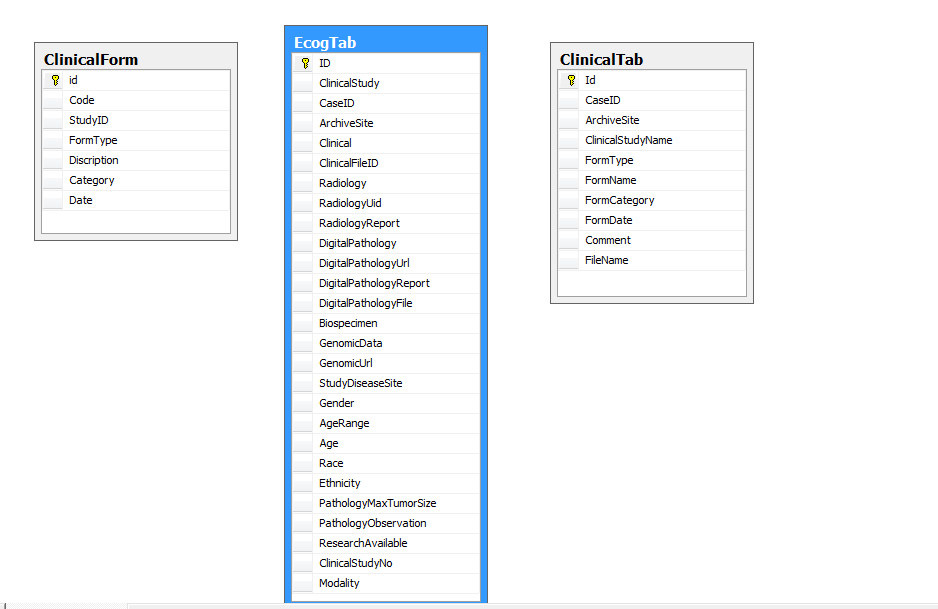 ClinicalForm
id
Code
StudyID
FormType
Discription
Category
Date
EcogTab
ID
ClinicalStudy
CaseID
ArchiveSite
Clinical
ClinicalFileID
Radiology
RadiologyUid
RadiologyReport
DigitalPathology
DigitalPathologyUrl
DigitalPathologyReport
DigitalPathologyFile
Biospecimen
GenomicData
GenomicUrl
StudyDiseaseSite
Gender
AgeRange
Age
Race
Ethnicity
PathologyMaxTumorSize
PathologyObservation
ResearchAvailable
ClinicalStudyNo
Modality
ClinicalTab
Id
CaseID
ArchiveSite
ClinicalStudyName
FormType
FormName
FormCategory
FormDate
Comment
FileName